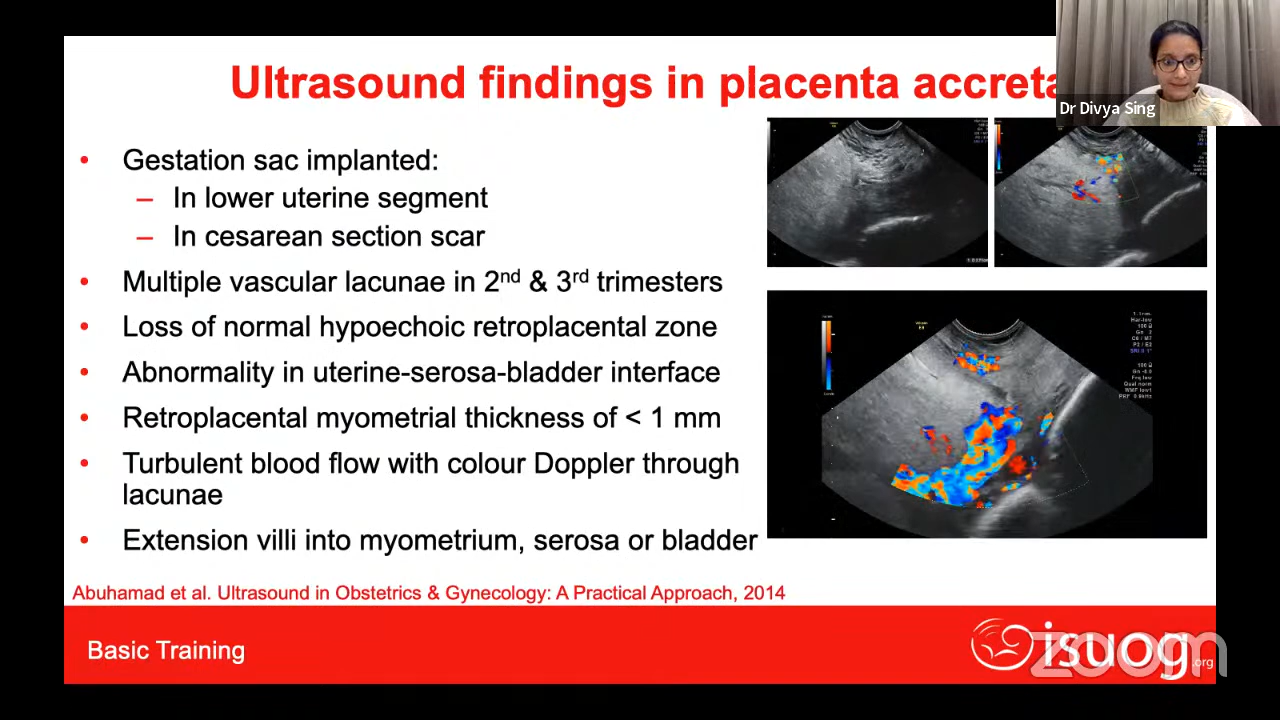 Ultrasound findings in placenta accreta
Dr Divya Sing
• Gestation sac implanted:
– In lower uterine segment
– In cesarean section scar
• Multiple vascular lacunae in 2nd & 3rd trimesters
• Loss of normal hypoechoic retroplacental zone
• Abnormality in uterine-serosa-bladder interface
• Retroplacental myometrial thickness of < 1 mm
• Turbulent blood flow with colour Doppler through
lacunae
• Extension villi into myometrium, serosa or bladder
Abuhamad et al. Ultrasound in Obstetrics & Gynecology: A Practical Approach, 2014
Basic Training
isuog.org
zoom